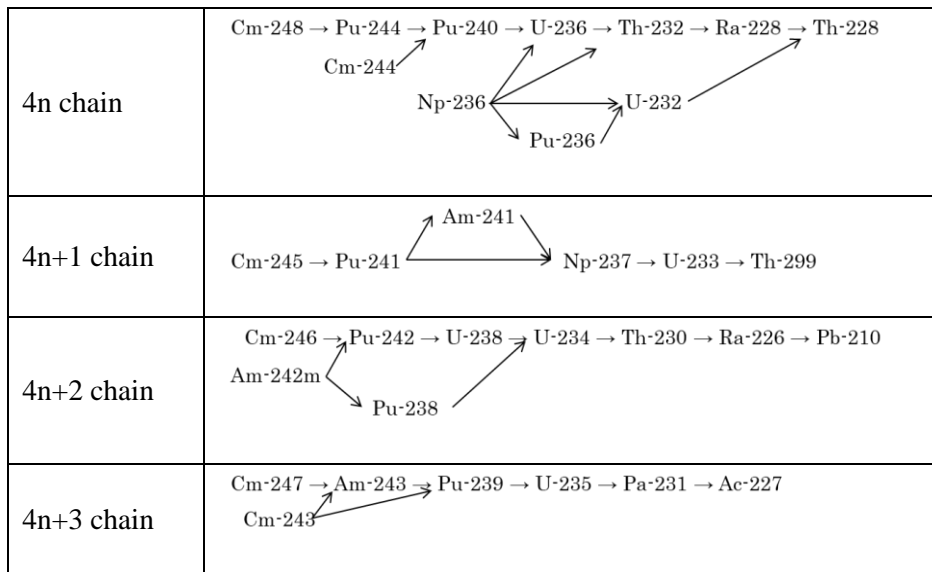 4n chain
Cm-248 → Pu-244 → Pu-240 → U-236 → Th-232 → Ra-228 → Th-228
Cm-244
Np-236
U-232
Pu-236
4n+1 chain
Am-241
Cm-245 → Pu-241
Np-237 → U-233 → Th-299
4n+2 chain
Cm-246 → Pu-242 → U-238 → U-234 → Th-230 → Ra-226 → Pb-210
Am-242m
Pu-238
4n+3 chain
Cm-247 → Am-243 → Pu-239 → U-235 → Pa-231 → Ac-227
Cm-243